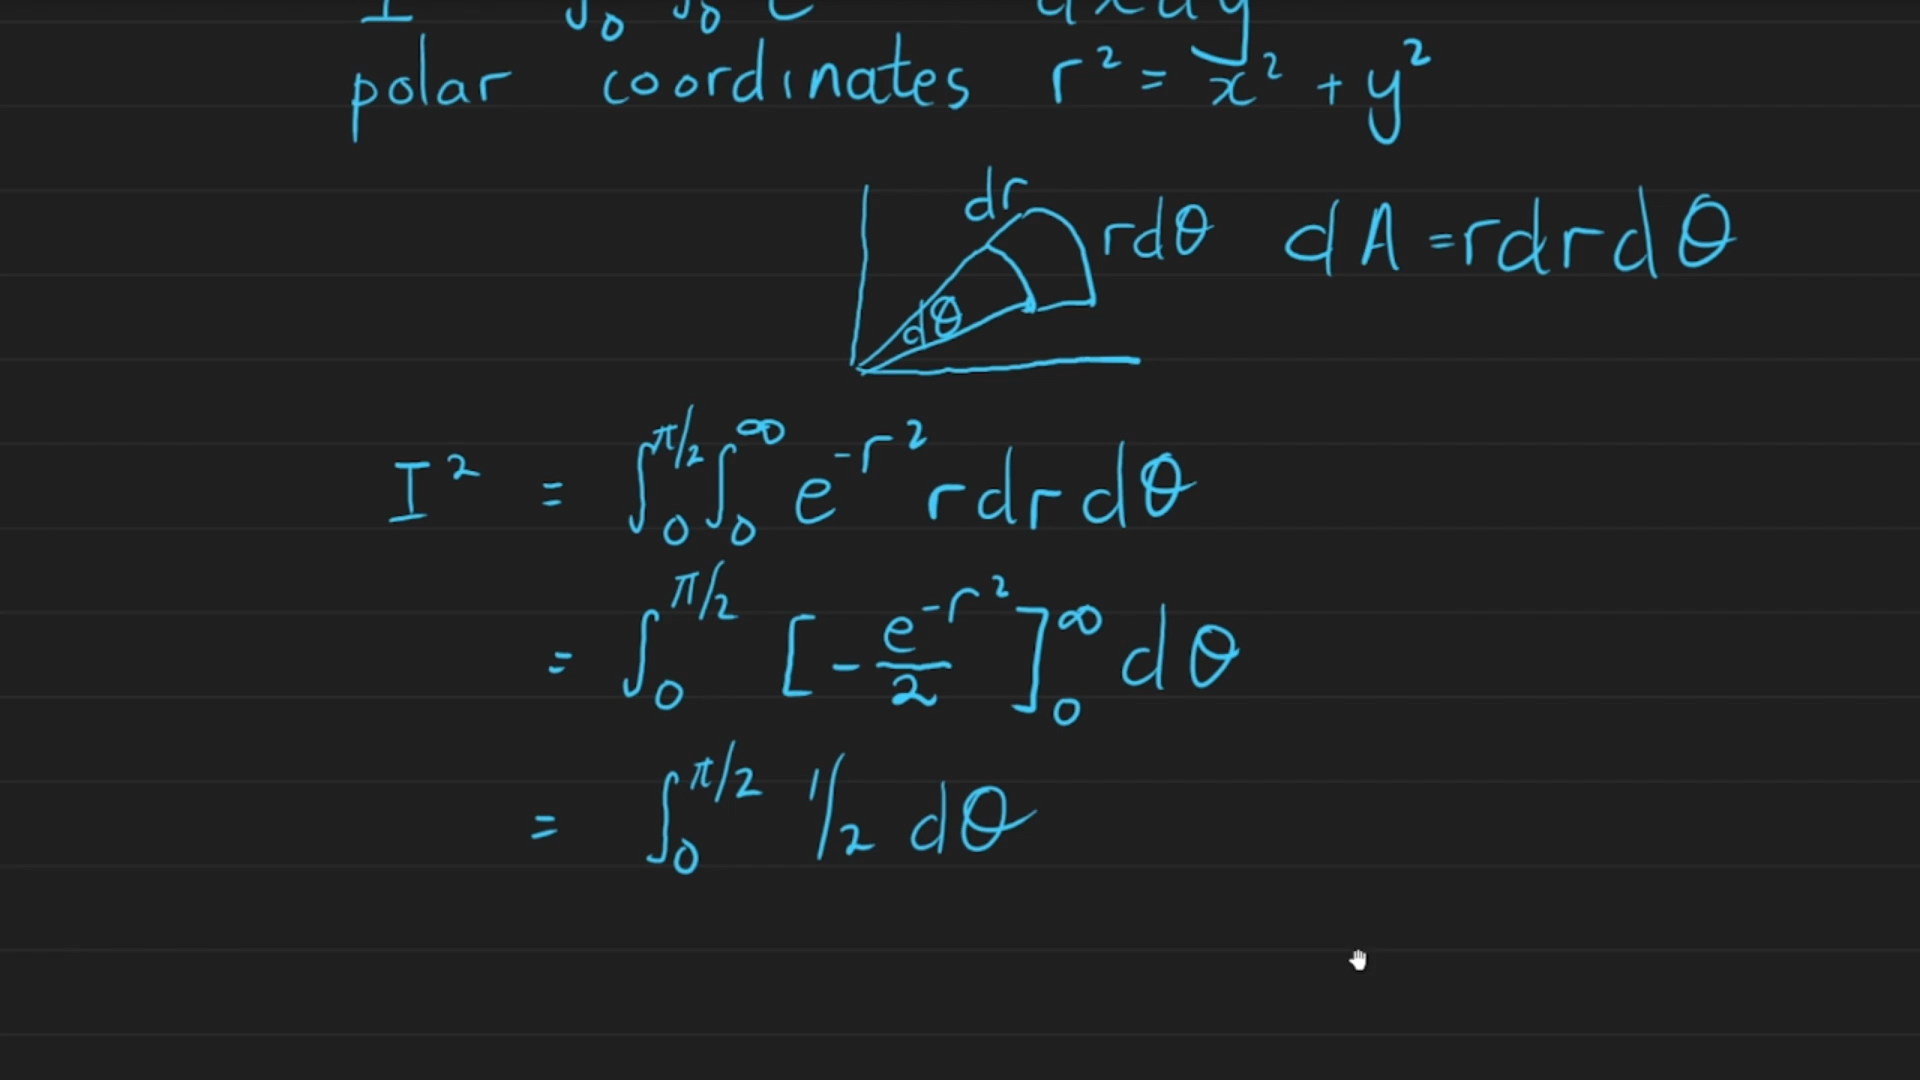 polar coordinates r² = x² + y²
dr
rdθ dA = rdrdθ
dθ
I² = ∫₀^π/2 ∫₀^∞ e^-r² rdrdθ
= ∫₀^π/2 [-e^-r²/2]₀^∞ dθ
= ∫₀^π/2 1/2 dθ